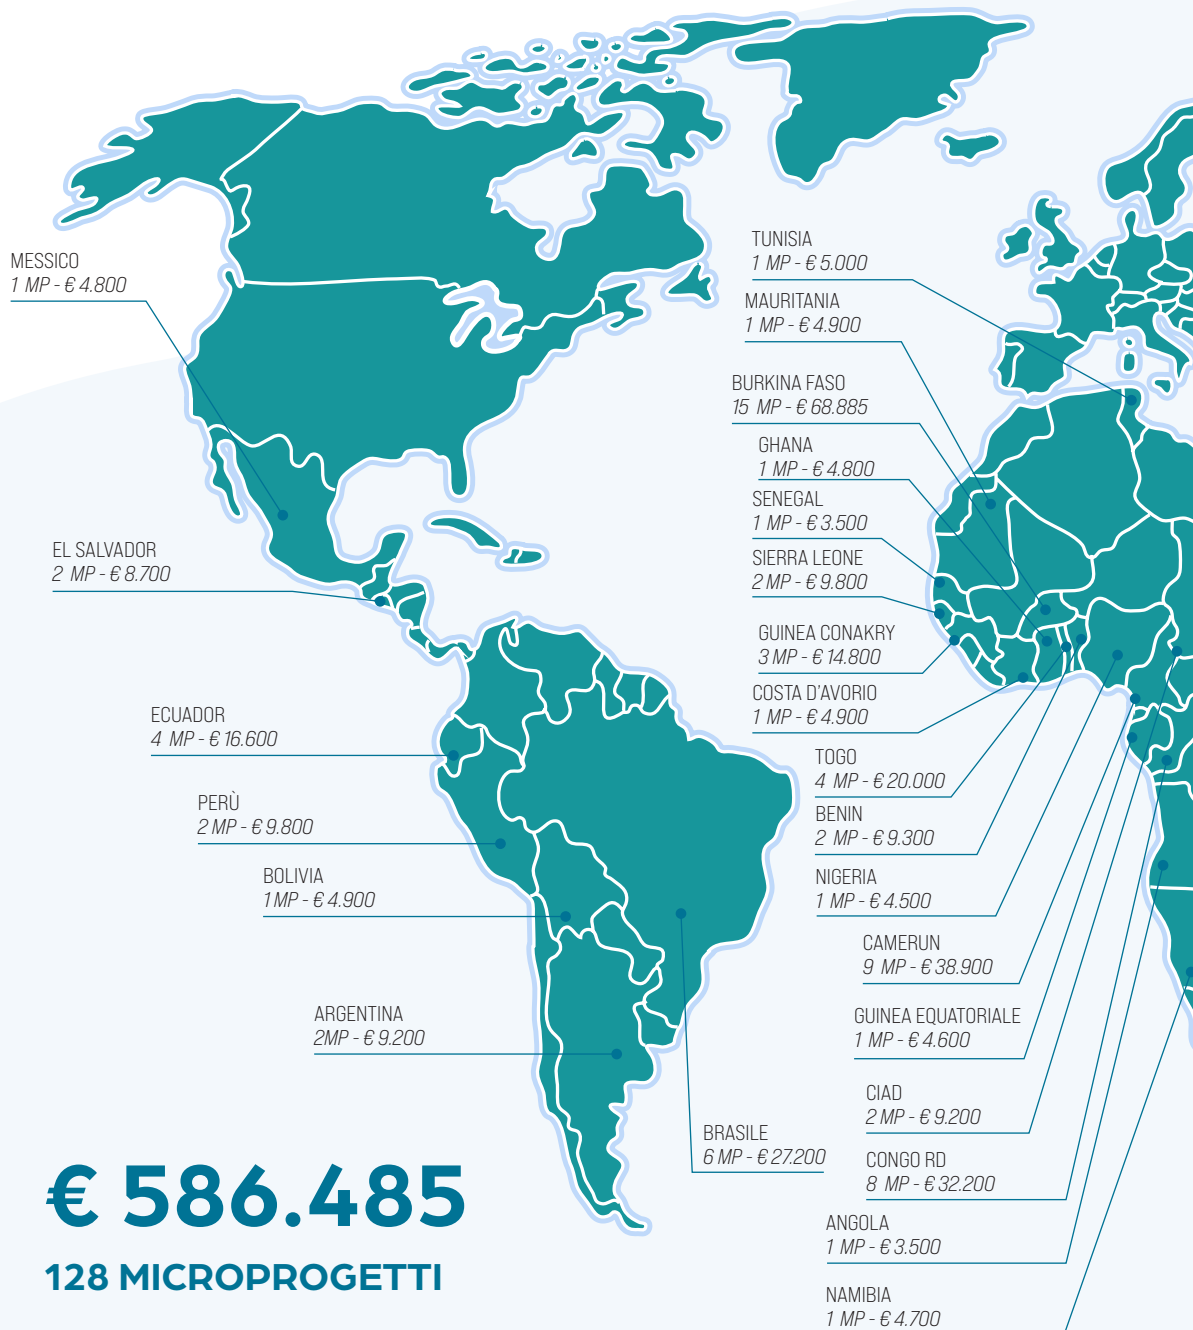 MESSICO
1 MP - € 4.800
EL SALVADOR
2 MP - € 8.700
ECUADOR
4 MP - € 16.600
PERÙ
2 MP - € 9.800
BOLIVIA
1 MP - € 4.900
ARGENTINA
2MP - € 9.200
BRASILE
6 MP - € 27.200
TUNISIA
1 MP - € 5.000
MAURITANIA
1 MP - € 4.900
BURKINA FASO
15 MP - € 68.885
GHANA
1 MP - € 4.800
SENEGAL
1 MP - € 3.500
SIERRA LEONE
2 MP - € 9.800
GUINEA CONAKRY
3 MP - € 14.800
COSTA D'AVORIO
1 MP - € 4.900
TOGO
4 MP - € 20.000
BENIN
2 MP - € 9.300
NIGERIA
1 MP - € 4.500
CAMERUN
9 MP - € 38.900
GUINEA EQUATORIALE
1 MP - € 4.600
CIAD
2 MP - € 9.200
CONGO RD
8 MP - € 32.200
ANGOLA
1 MP - € 3.500
NAMIBIA
1 MP - € 4.700
€ 586.485
128 MICROPROGETTI